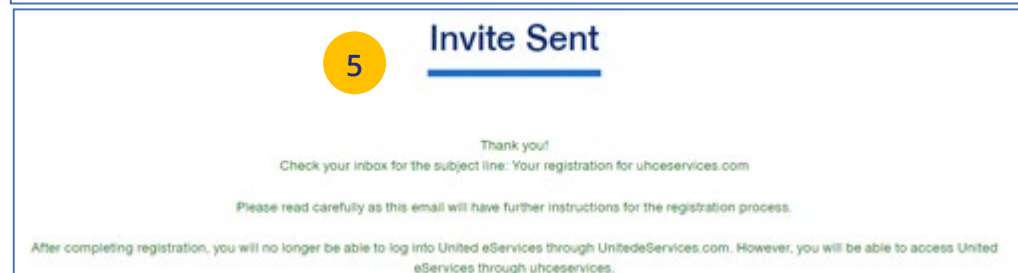 Invite Sent
5
Thank you!
Check your inbox for the subject line: Your registration for uhceservices.com
Please read carefully as this email will have further instructions for the registration process.
After completing registration, you will no longer be able to log into United eServices through UnitedeServices.com. However, you will be able to access United
eServices through uhceservices.